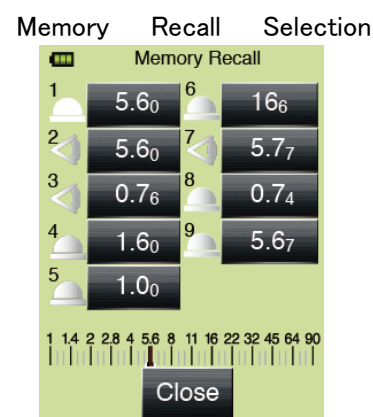 Memory Recall Selection
Memory Recall
1 5.60 6 166
2 5.60 7 5.77
3 0.76 8 0.74
4 1.60 9 5.67
5 1.00
1 1.4 2 2.8 4 5.6 8 11 16 22 32 45 64 90
Close